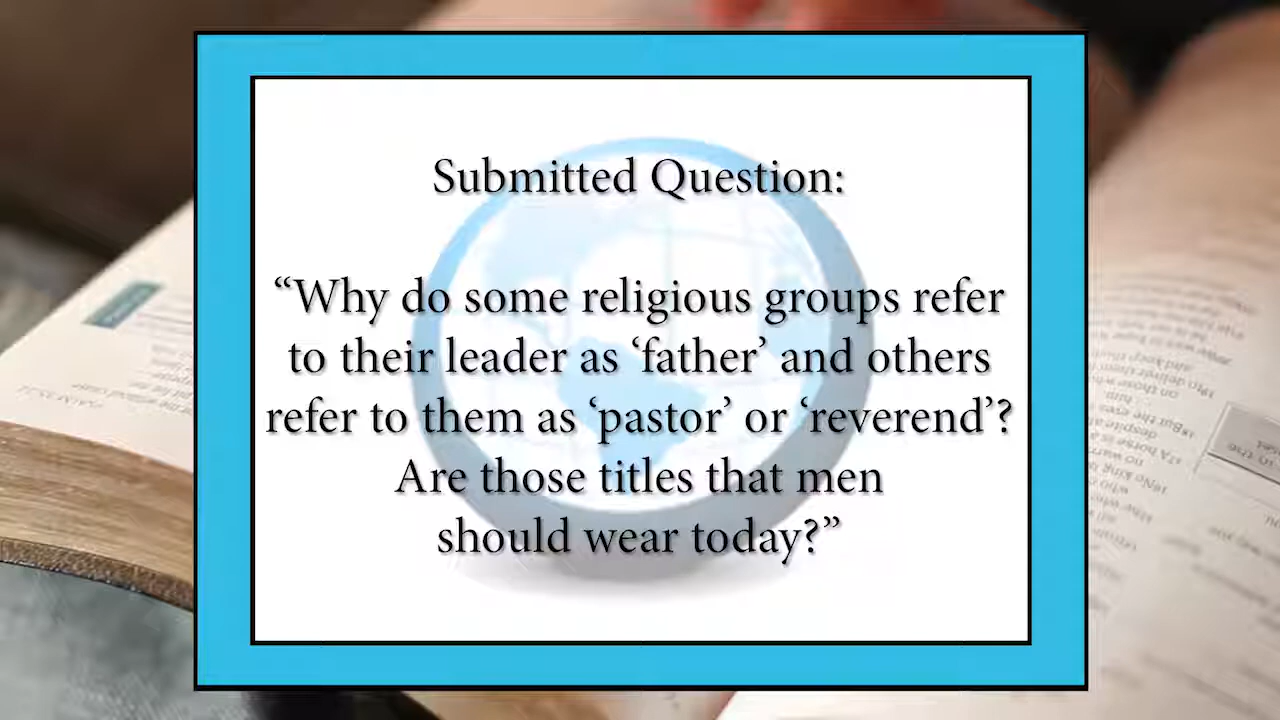 Submitted Question:
“Why do some religious groups refer
to their leader as ‘father’ and others
refer to them as ‘pastor’ or ‘reverend’?
Are those titles that men
should wear today?”